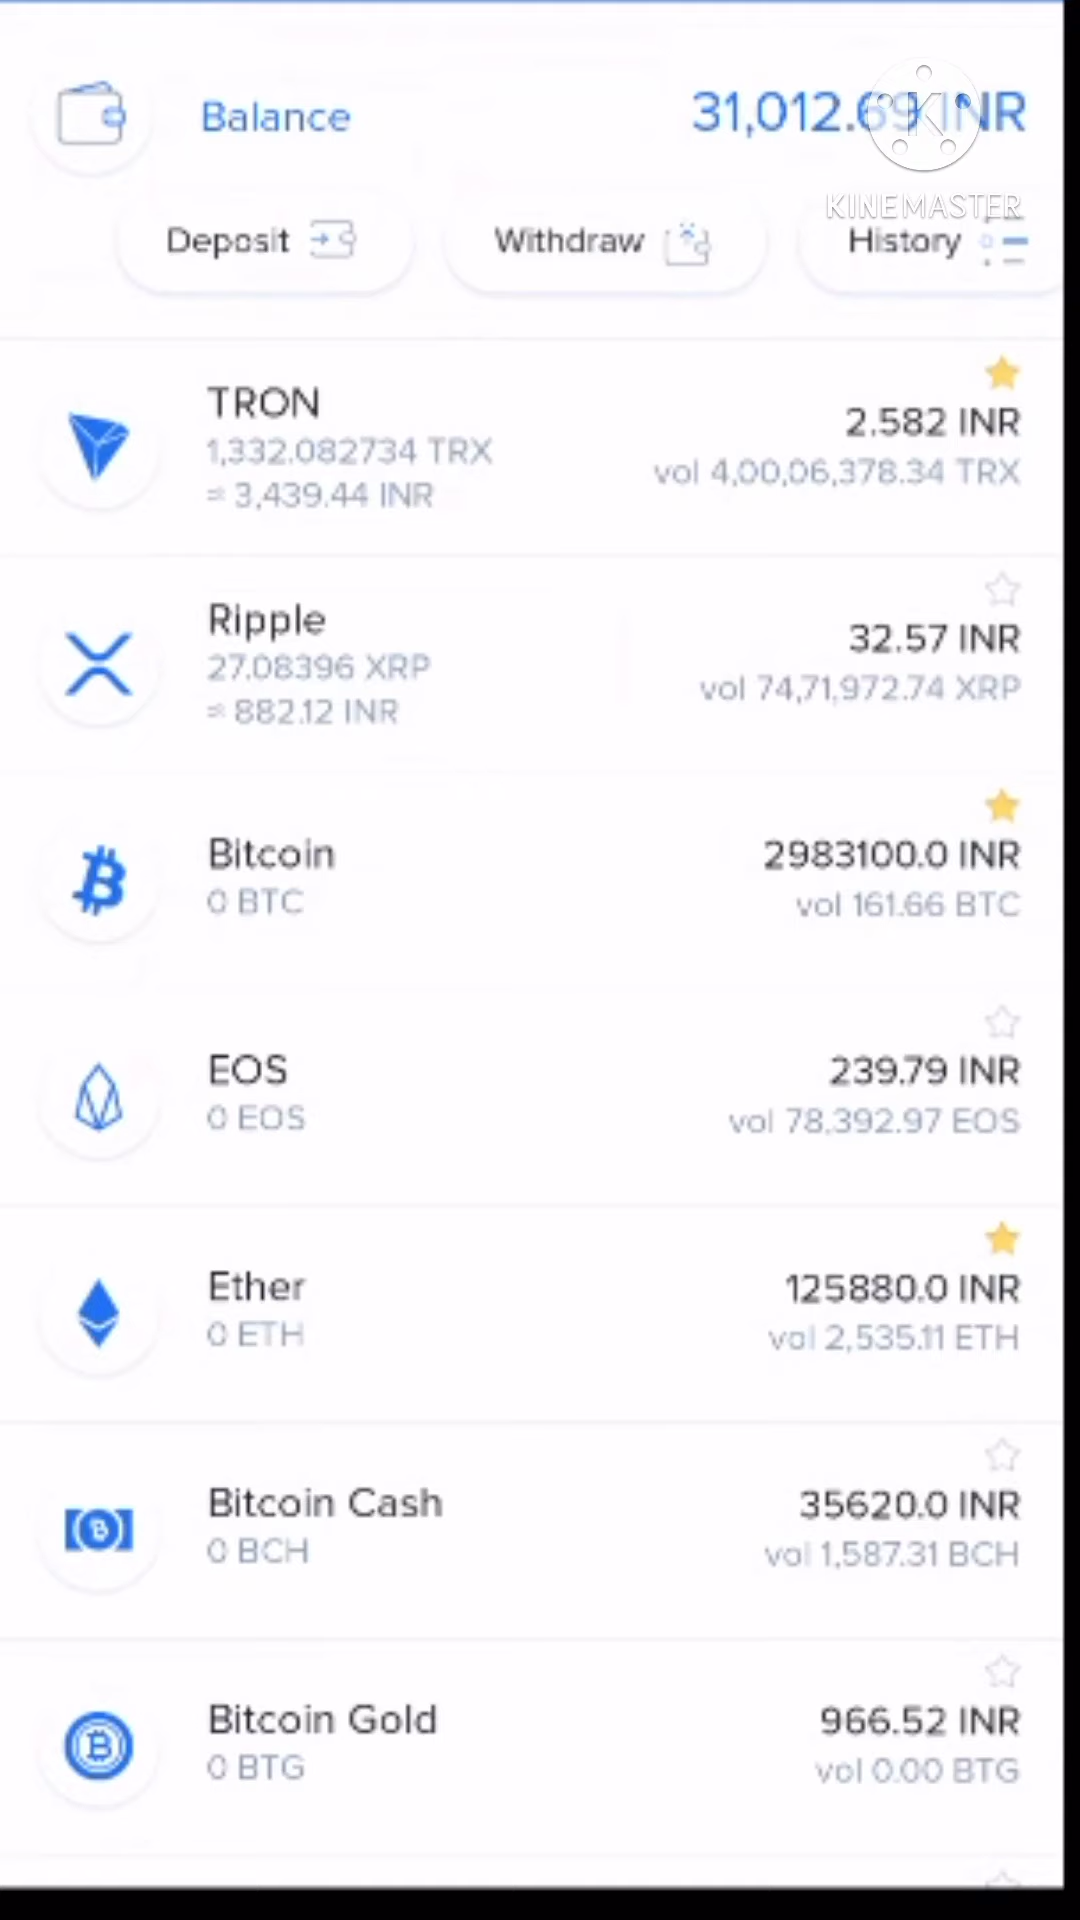 Balance
31,012.69 INR
KINEMASTER
Deposit
Withdraw
History
TRON
1,332.082734 TRX
≈ 3,439.44 INR
2.582 INR
vol 4,00,06,378.34 TRX
Ripple
27.08396 XRP
≈ 882.12 INR
32.57 INR
vol 74,71,972.74 XRP
Bitcoin
0 BTC
2983100.0 INR
vol 161.66 BTC
EOS
0 EOS
239.79 INR
vol 78,392.97 EOS
Ether
0 ETH
125880.0 INR
vol 2,535.11 ETH
Bitcoin Cash
0 BCH
35620.0 INR
vol 1,587.31 BCH
Bitcoin Gold
0 BTG
966.52 INR
vol 0.00 BTG